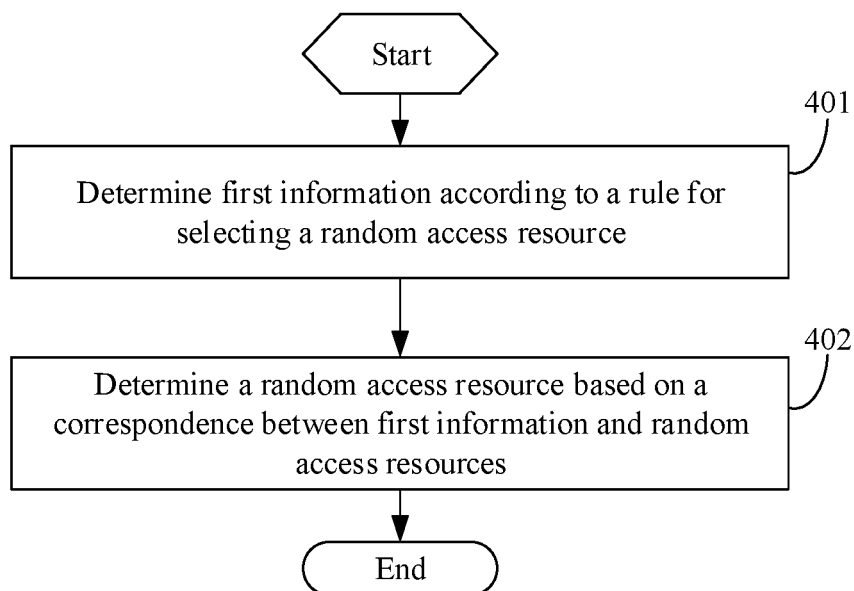 Start
401
Determine first information according to a rule for
selecting a random access resource
402
Determine a random access resource based on a
correspondence between first information and random
access resources
End